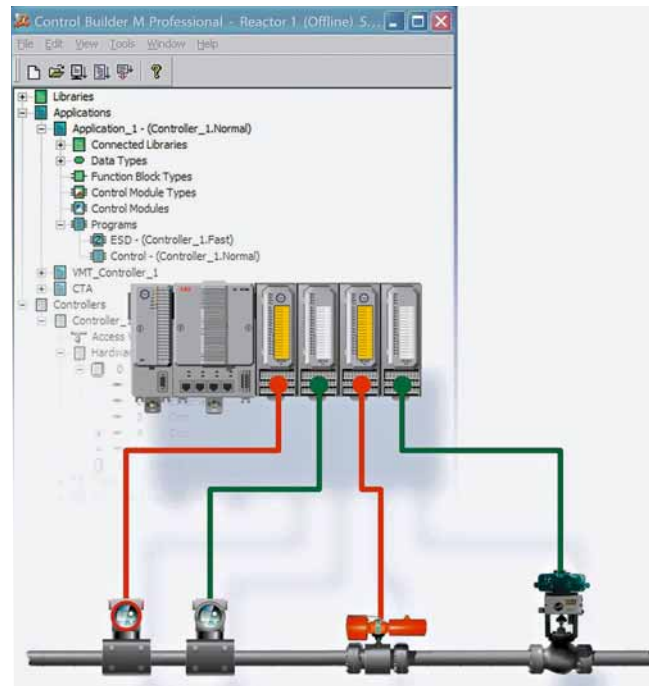 Control Builder M Professional - Reactor 1 (Offline) S...
File Edit View Tools Window Help
Libraries
Applications
Application_1 - (Controller_1.Normal)
Connected Libraries
Data Types
Function Block Types
Control Module Types
Control Modules
Programs
ESD - (Controller_1.Fast)
Control - (Controller_1.Normal)
VMT_Controller_1
CTA
Controllers
Controller_
Access
Hardwa
0
ABB